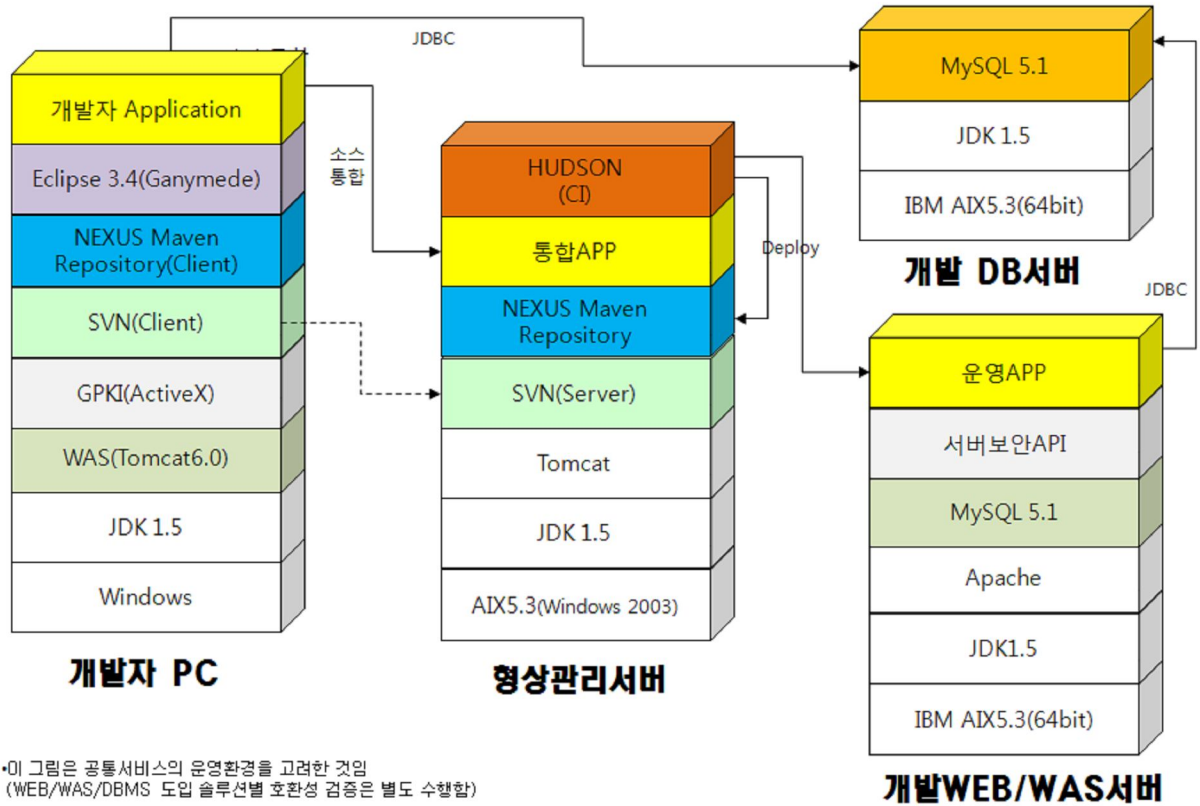 JDBC
개발자 Application
Eclipse 3.4(Ganymede)
NEXUS Maven
Repository(Client)
SVN(Client)
GPKI(ActiveX)
WAS(Tomcat6.0)
JDK 1.5
Windows
개발자 PC
소스
통합
HUDSON
(CI)
통합APP
NEXUS Maven
Repository
SVN(Server)
Tomcat
JDK 1.5
AIX5.3(Windows 2003)
형상관리서버
Deploy
MySQL 5.1
JDK 1.5
IBM AIX5.3(64bit)
개발 DB서버
JDBC
운영APP
서버보안API
MySQL 5.1
Apache
JDK1.5
IBM AIX5.3(64bit)
개발WEB/WAS서버
•이 그림은 공통서비스의 운영환경을 고려한 것임
(WEB/WAS/DBMS 도입 솔루션별 호환성 검증은 별도 수행함)